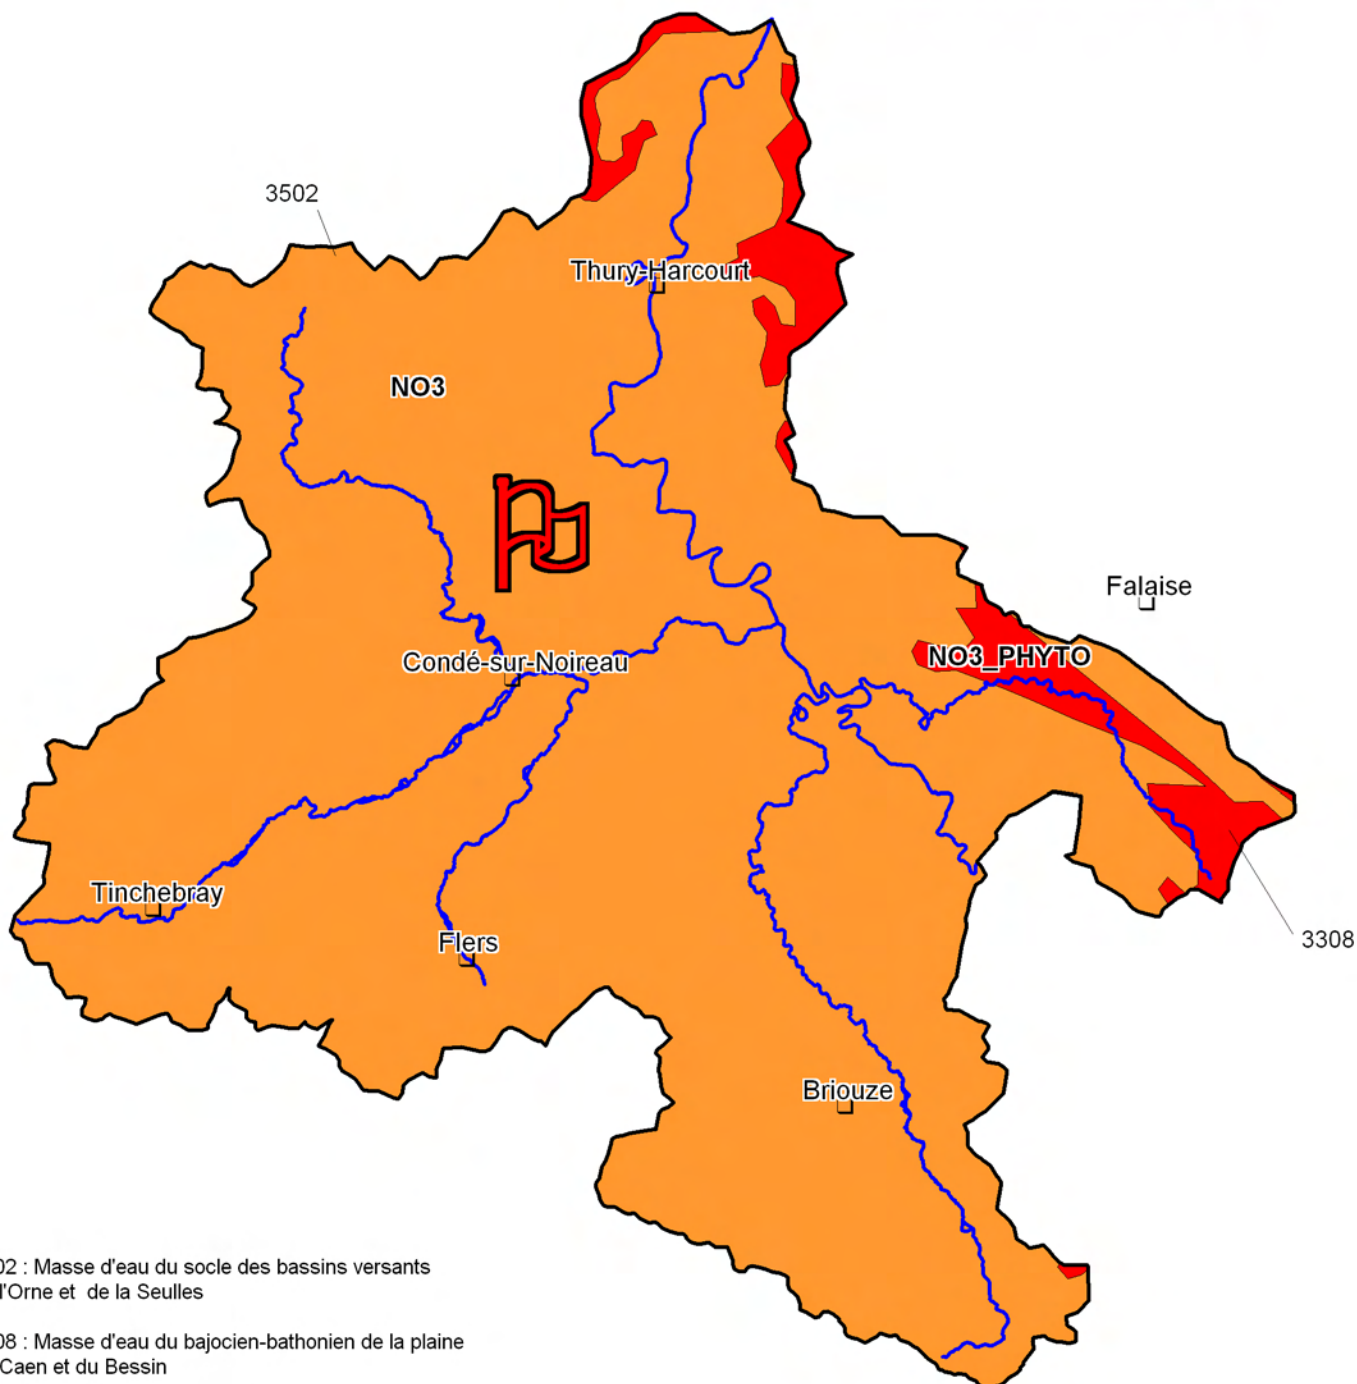 3502
Thury-Harcourt
NO3
Falaise
NO3_PHYTO
Condé-sur-Noireau
Tinchebray
Flers
3308
Briouze
02 : Masse d'eau du socle des bassins versants
l'Orne et de la Seulles
08 : Masse d'eau du bajocien-bathonien de la plaine
Caen et du Bessin